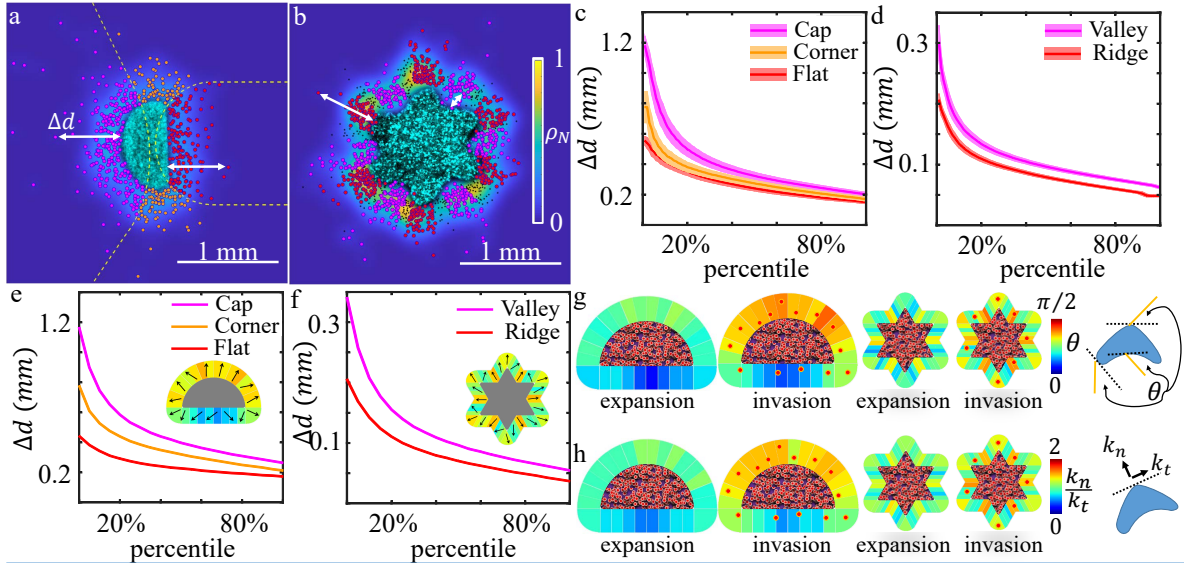 a
Δd
1 mm
b
1
ρN
0
1 mm
c
1.2
Δd (mm)
0.2
Cap
Corner
Flat
20%
80%
percentile
d
0.3
Δd (mm)
0.1
Valley
Ridge
20%
80%
percentile
e
1.2
Δd (mm)
0.2
Cap
Corner
Flat
20%
80%
percentile
f
0.3
Δd (mm)
0.1
Valley
Ridge
20%
80%
percentile
g
expansion
invasion
expansion
invasion
π/2
θ
0
θ
h
expansion
invasion
expansion
invasion
2
kn
kt
0
kn
kt